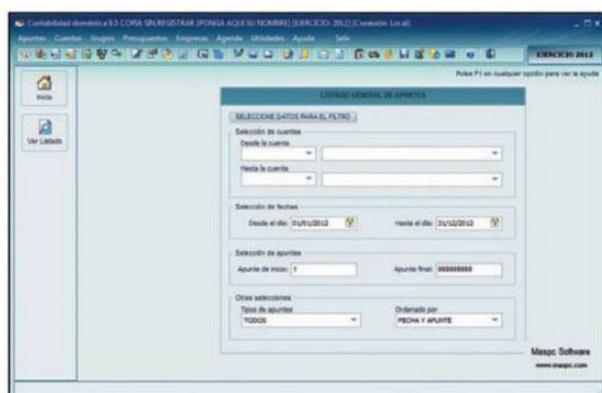 Contabilidad doméstica 9.5 COPIA SIN REGISTRAR [PONGA AQUI SU NOMBRE] [EJERCICIO: 2012] [Conexión: Local]
Apuntes Cuentas Grupos Presupuestos Empresas Agenda Utilidades Ayuda Salir
EJERCICIO 2012
Pulse F1 en cualquier opción para ver la ayuda
Inicio
Ver Listado
LISTADO GENERAL DE APUNTES
SELECCIONE DATOS PARA EL FILTRO
Selección de cuentas
Desde la cuenta
Hasta la cuenta
Selección de fechas
Desde el día: 01/01/2012 Hasta el día: 31/12/2012
Selección de apuntes
Apunte de inicio: 1 Apunte final: 999999999
Otras selecciones
Tipos de apuntes Ordenado por
TODOS FECHA Y APUNTE
Maspc Software
www.maspc.com